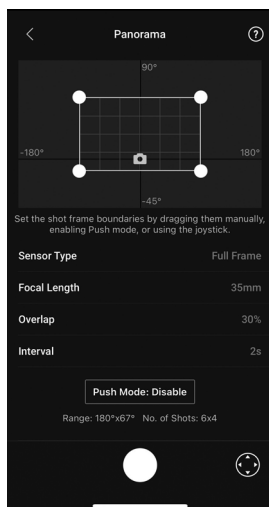 Panorama
?
90°
-180°
180°
-45°
Set the shot frame boundaries by dragging them manually,
enabling Push mode, or using the joystick.
Sensor Type Full Frame
Focal Length 35mm
Overlap 30%
Interval 2s
Push Mode: Disable
Range: 180°x67° No. of Shots: 6x4